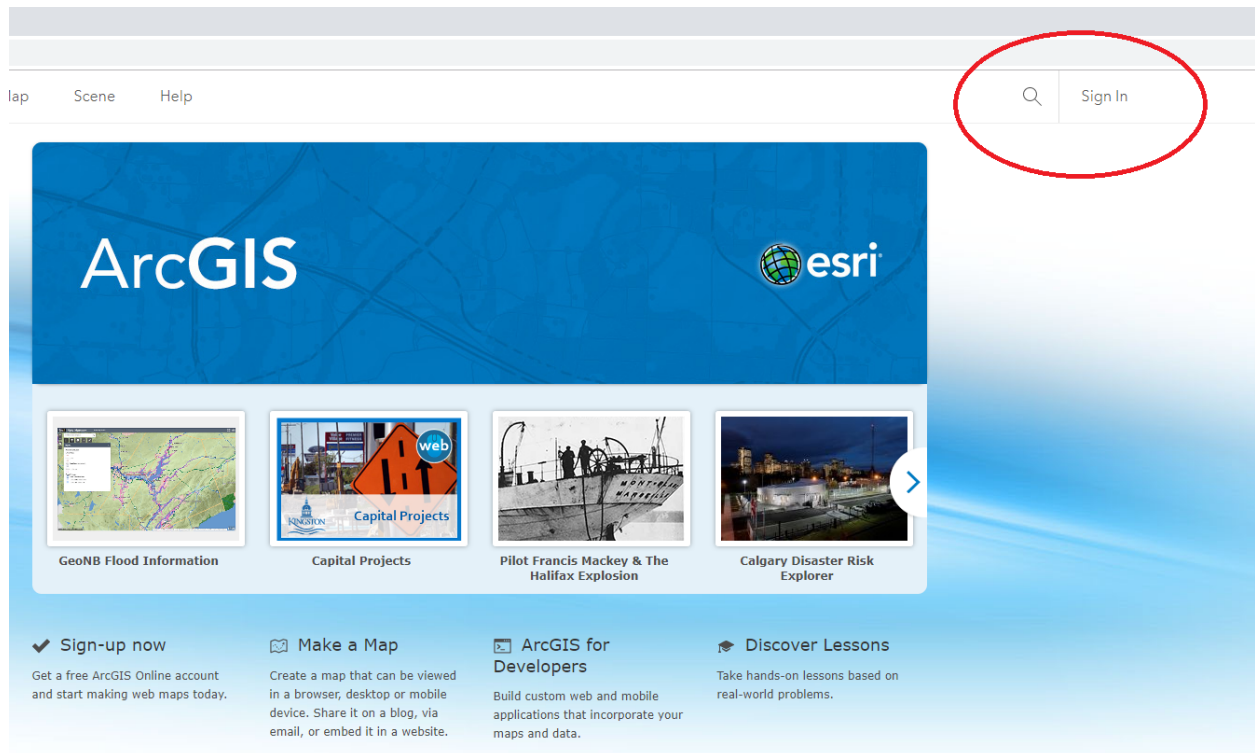 lap Scene Help Sign In
ArcGIS
esri
web
KINGSTON
Capital Projects
MONT-BLANC
MARSEILLE
GeoNB Flood Information
Capital Projects
Pilot Francis Mackey & The
Halifax Explosion
Calgary Disaster Risk
Explorer
Sign-up now
Get a free ArcGIS Online account
and start making web maps today.
Make a Map
Create a map that can be viewed
in a browser, desktop or mobile
device. Share it on a blog, via
email, or embed it in a website.
ArcGIS for
Developers
Build custom web and mobile
applications that incorporate your
maps and data.
Discover Lessons
Take hands-on lessons based on
real-world problems.